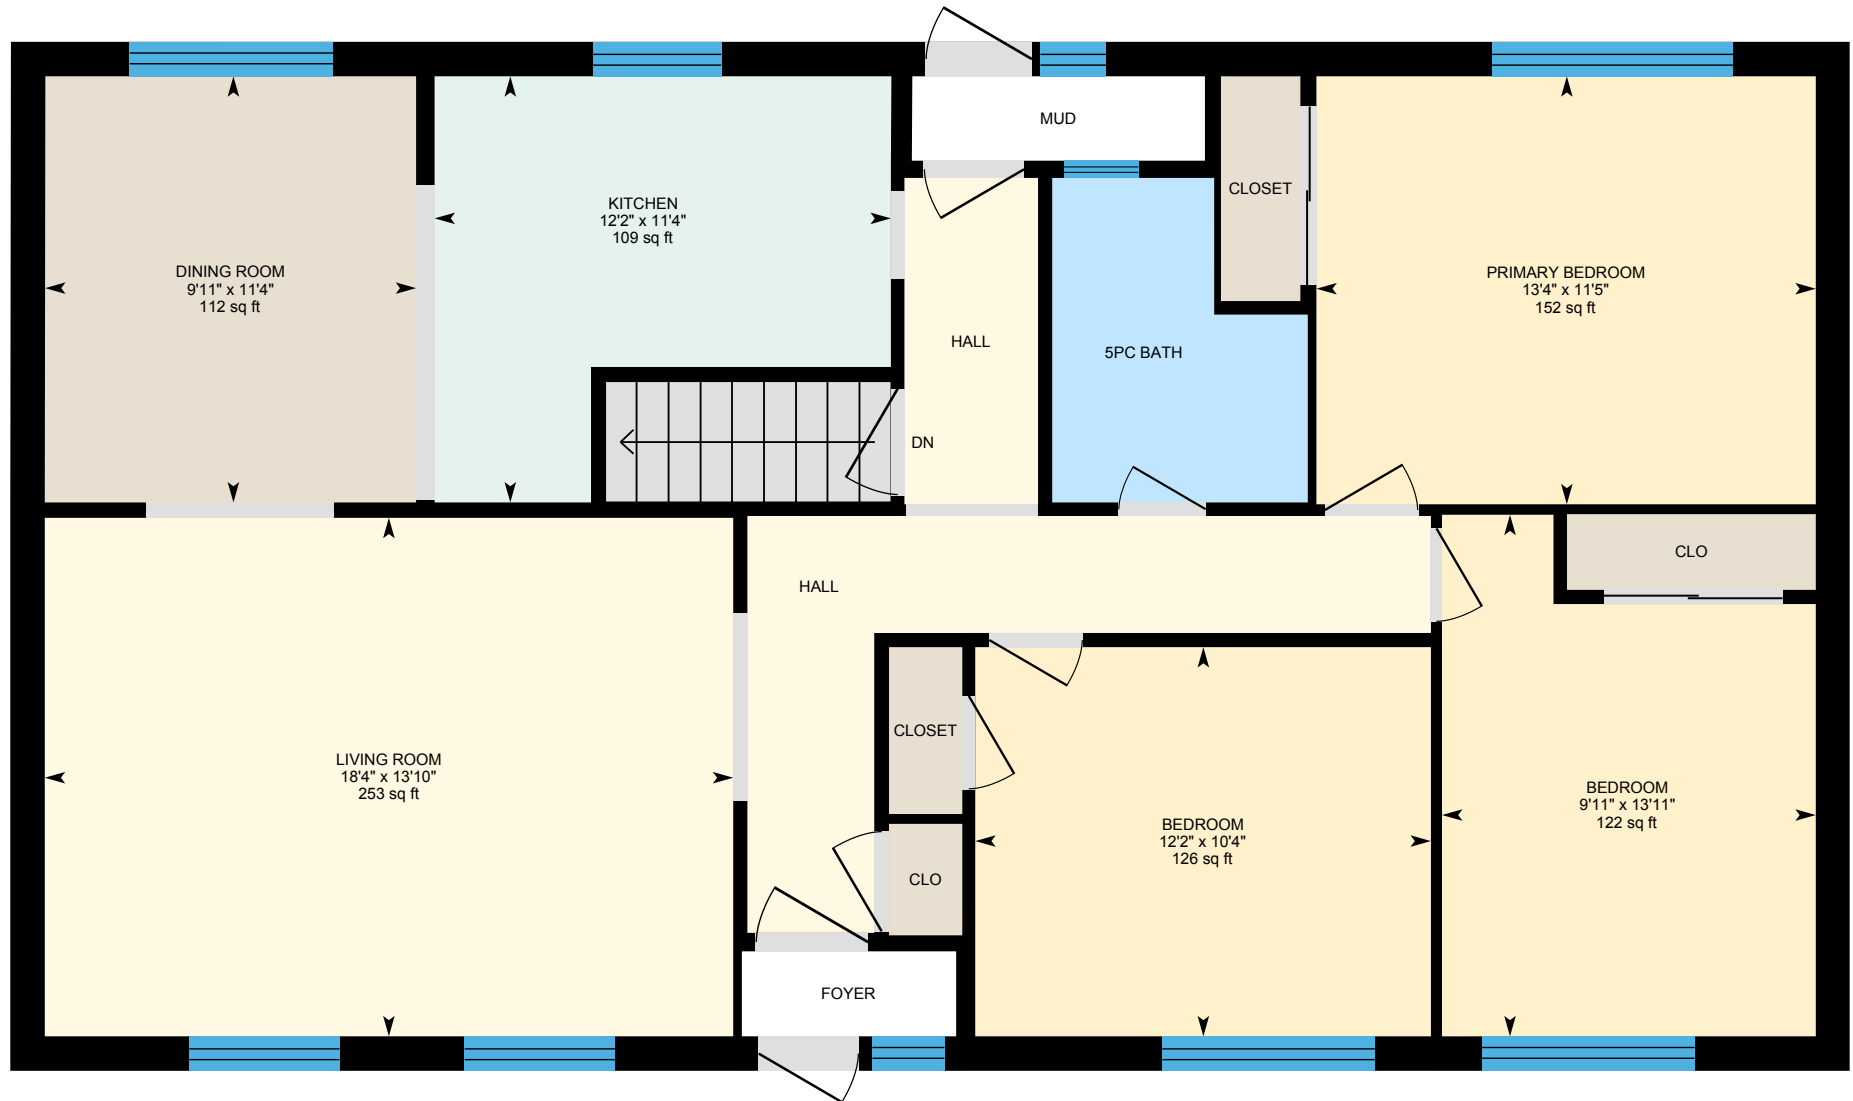 MUD
KITCHEN
12'2" x 11'4"
109 sq ft
CLOSET
DINING ROOM
9'11" x 11'4"
112 sq ft
PRIMARY BEDROOM
13'4" x 11'5"
152 sq ft
HALL
5PC BATH
DN
CLO
HALL
CLOSET
LIVING ROOM
18'4" x 13'10"
253 sq ft
BEDROOM
9'11" x 13'11"
122 sq ft
BEDROOM
12'2" x 10'4"
126 sq ft
CLO
FOYER